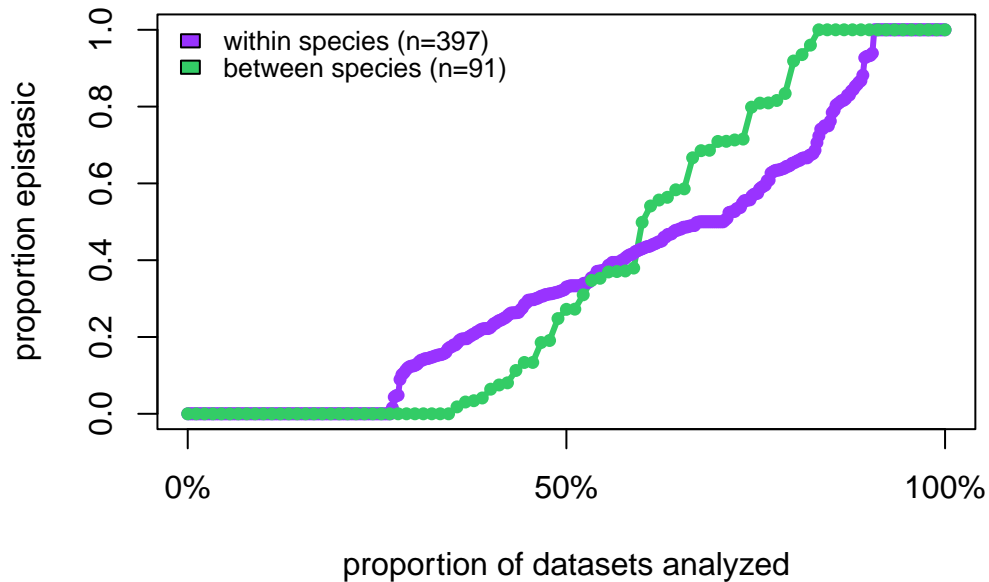 within species (n=397)
between species (n=91)
proportion epistasic
1.0
0.8
0.6
0.4
0.2
0.0
0%
50%
100%
proportion of datasets analyzed